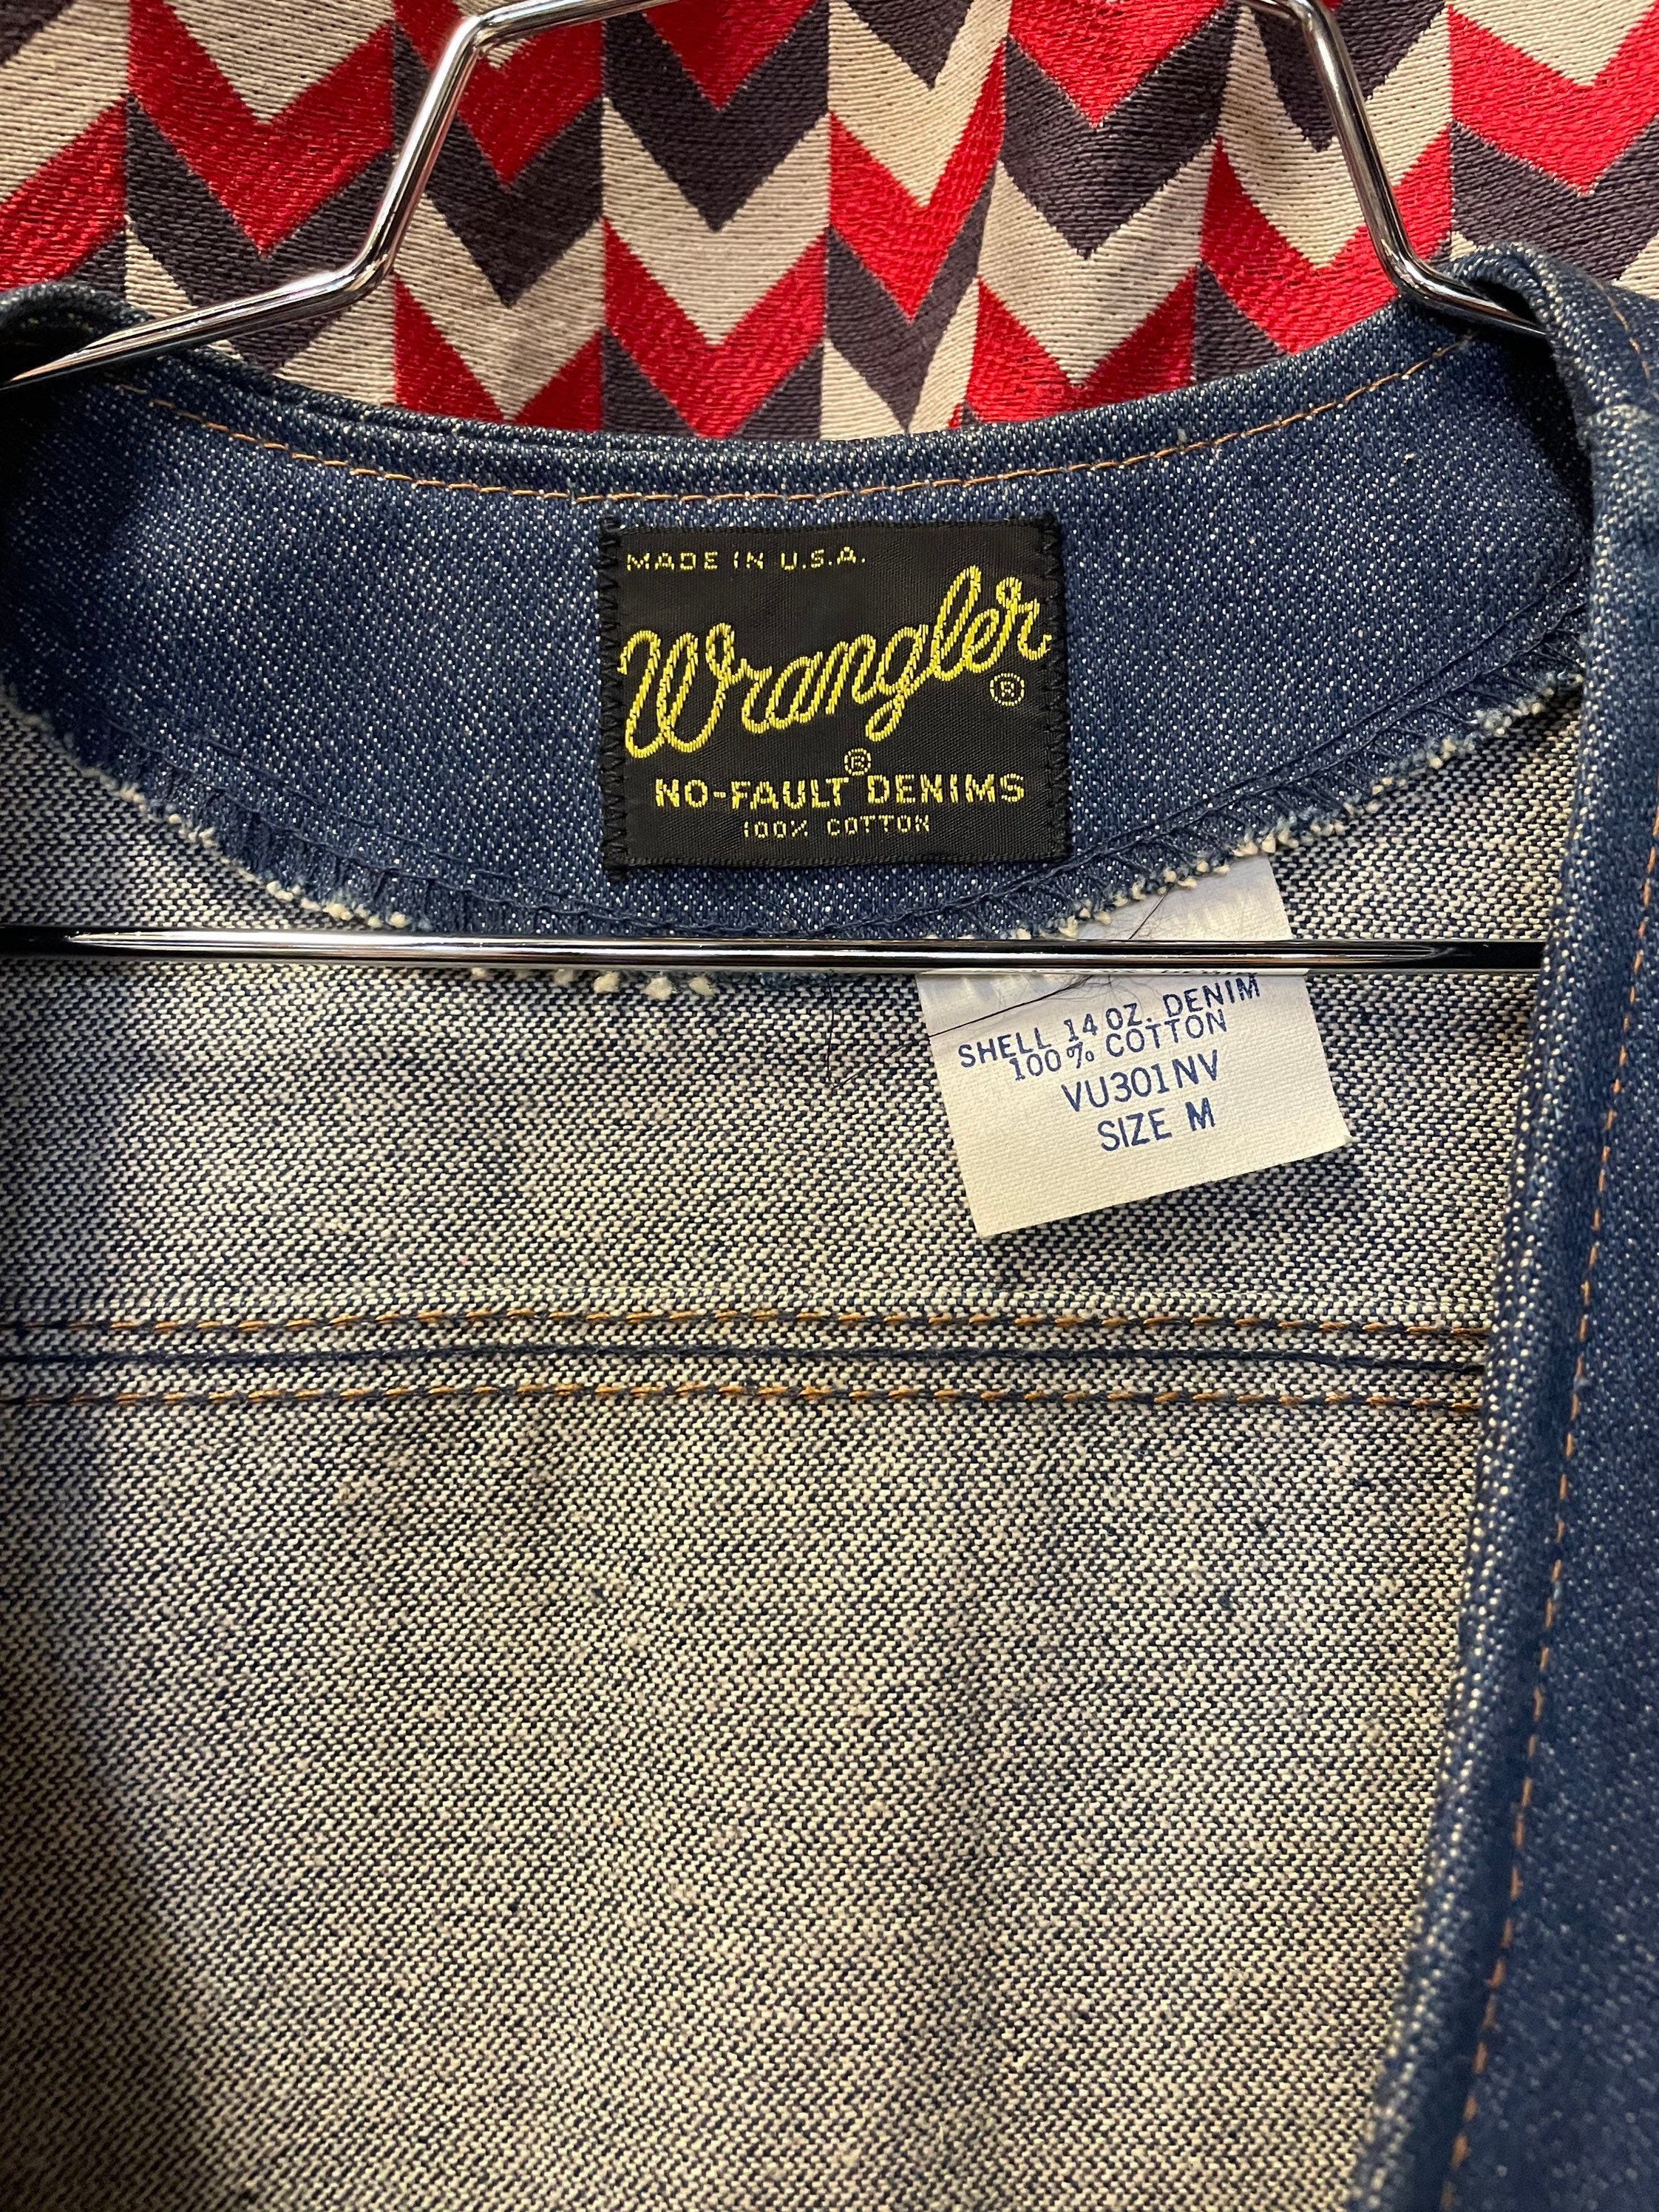 MADE IN U.S.A.
Wrangler®
®
NO-FAULT DENIMS
100% COTTON
SHELL 14 OZ. DENIM
100% COTTON
VU301NV
SIZE M